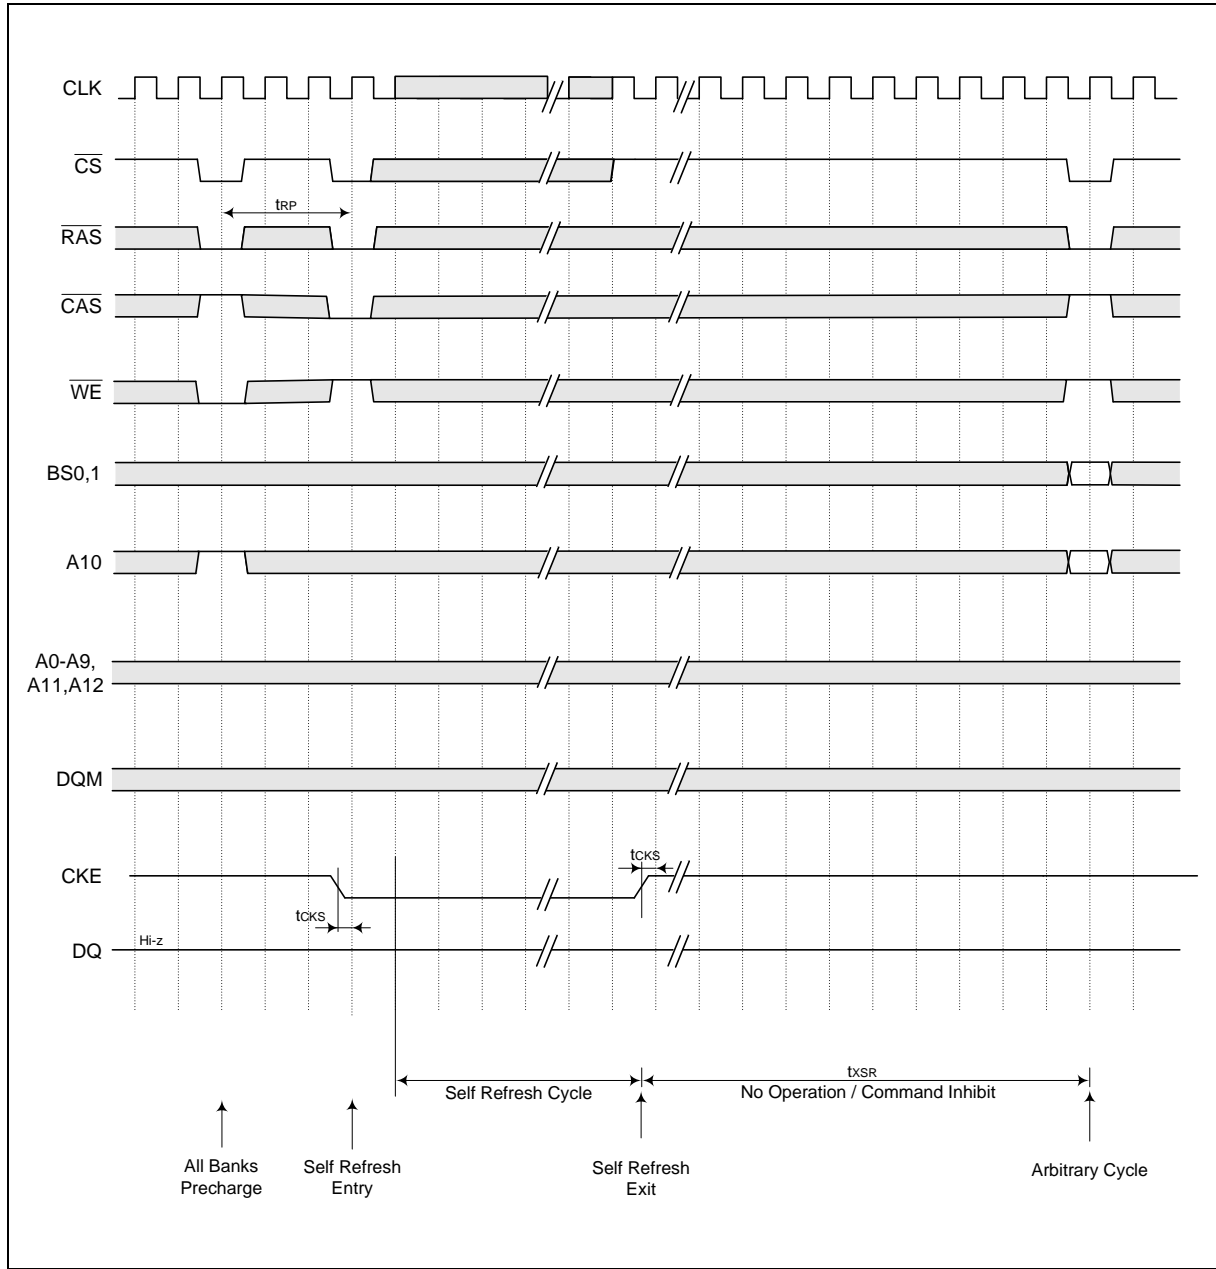 CLK
CS
tRP
RAS
CAS
WE
BS0,1
A10
A0-A9,
A11,A12
DQM
tCKS
CKE
tCKS
DQ
Hi-z
tXSR
Self Refresh Cycle
No Operation / Command Inhibit
All Banks
Precharge
Self Refresh
Entry
Self Refresh
Exit
Arbitrary Cycle